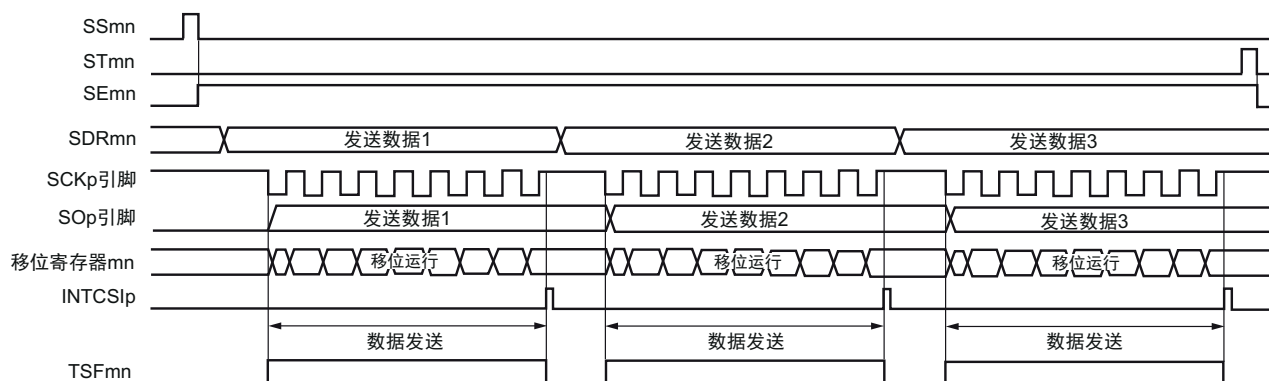 SSmn
STmn
SEmn
SDRmn 发送数据1 发送数据2 发送数据3
SCKp引脚
SOp引脚 发送数据1 发送数据2 发送数据3
移位寄存器mn 移位运行 移位运行 移位运行
INTCSIp
数据发送 数据发送 数据发送
TSFmn